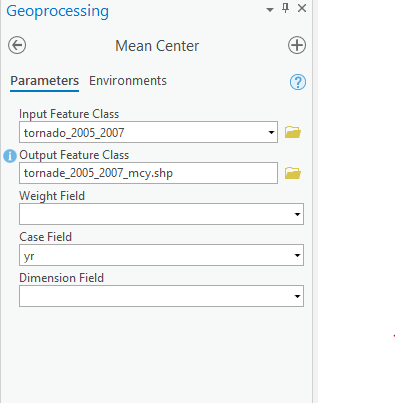 Geoprocessing
Mean Center
Parameters Environments
Input Feature Class
tornado_2005_2007
Output Feature Class
tornade_2005_2007_mcy.shp
Weight Field
Case Field
yr
Dimension Field